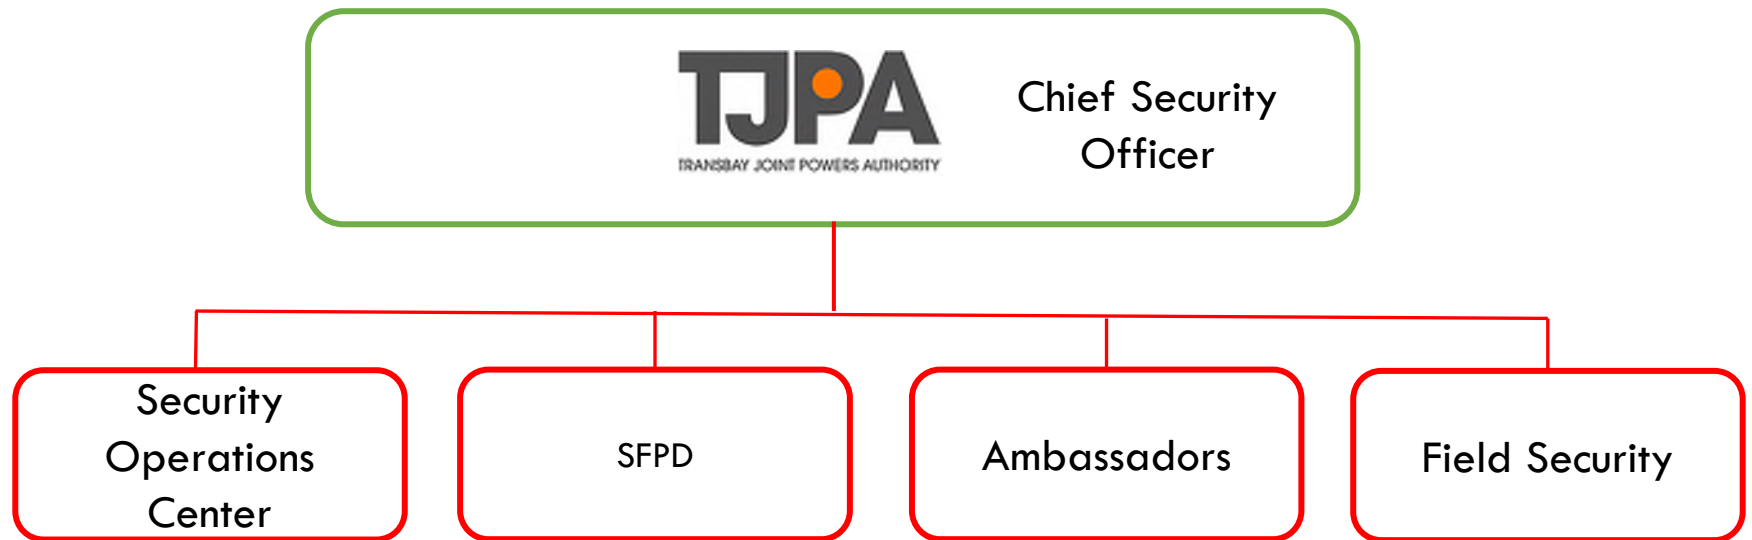 TJPA
TRANSBAY JOINT POWERS AUTHORITY
Chief Security
Officer
Security
Operations
Center
SFPD
Ambassadors
Field Security